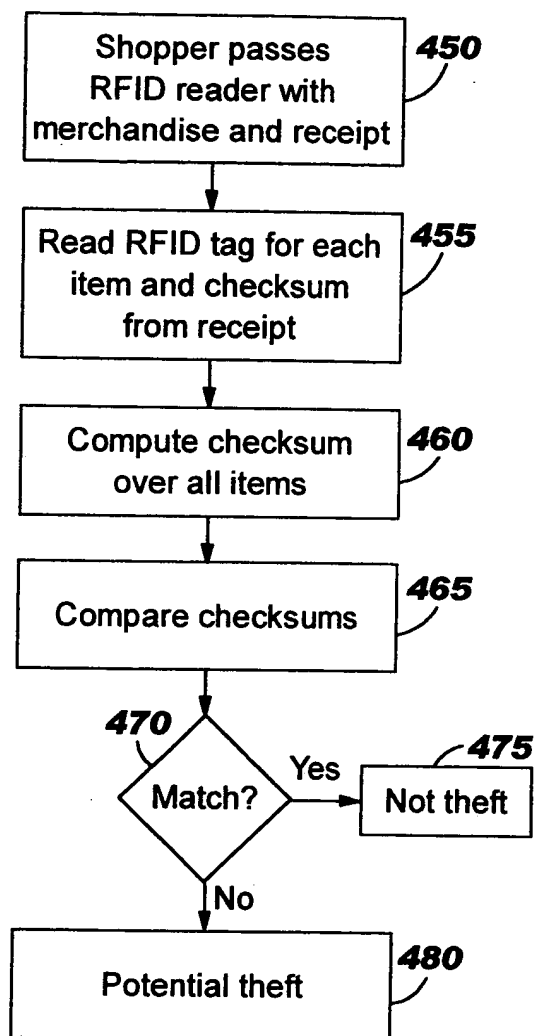 Shopper passes
RFID reader with
merchandise and receipt
450
Read RFID tag for each
item and checksum
from receipt
455
Compute checksum
over all items
460
Compare checksums
465
470
Match?
Yes
475
Not theft
No
Potential theft
480